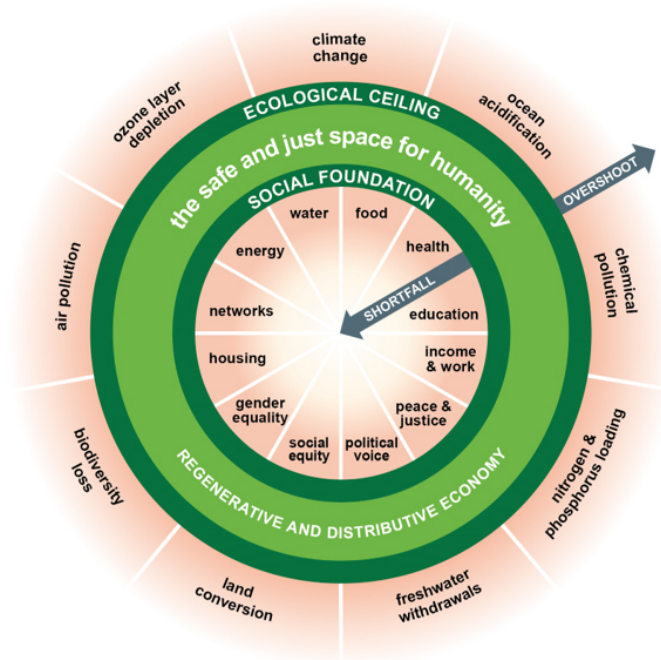 climate
change
ocean
acidification
chemical
pollution
nitrogen &
phosphorus loading
freshwater
withdrawals
land
conversion
biodiversity
loss
air pollution
ozone layer
depletion
OVERSHOOT
ECOLOGICAL CEILING
the safe and just space for humanity
SOCIAL FOUNDATION
water
food
health
SHORTFALL
education
income
& work
peace &
justice
political
voice
social
equity
gender
equality
housing
networks
energy
REGENERATIVE AND DISTRIBUTIVE ECONOMY